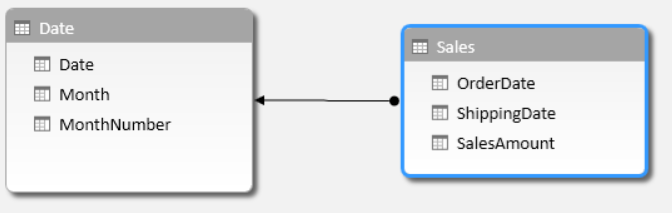 Date
Date
Month
MonthNumber
Sales
OrderDate
ShippingDate
SalesAmount